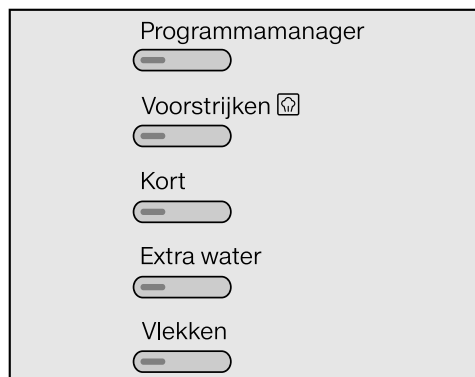 Programmamanager
Voorstrijken
Kort
Extra water
Vlekken